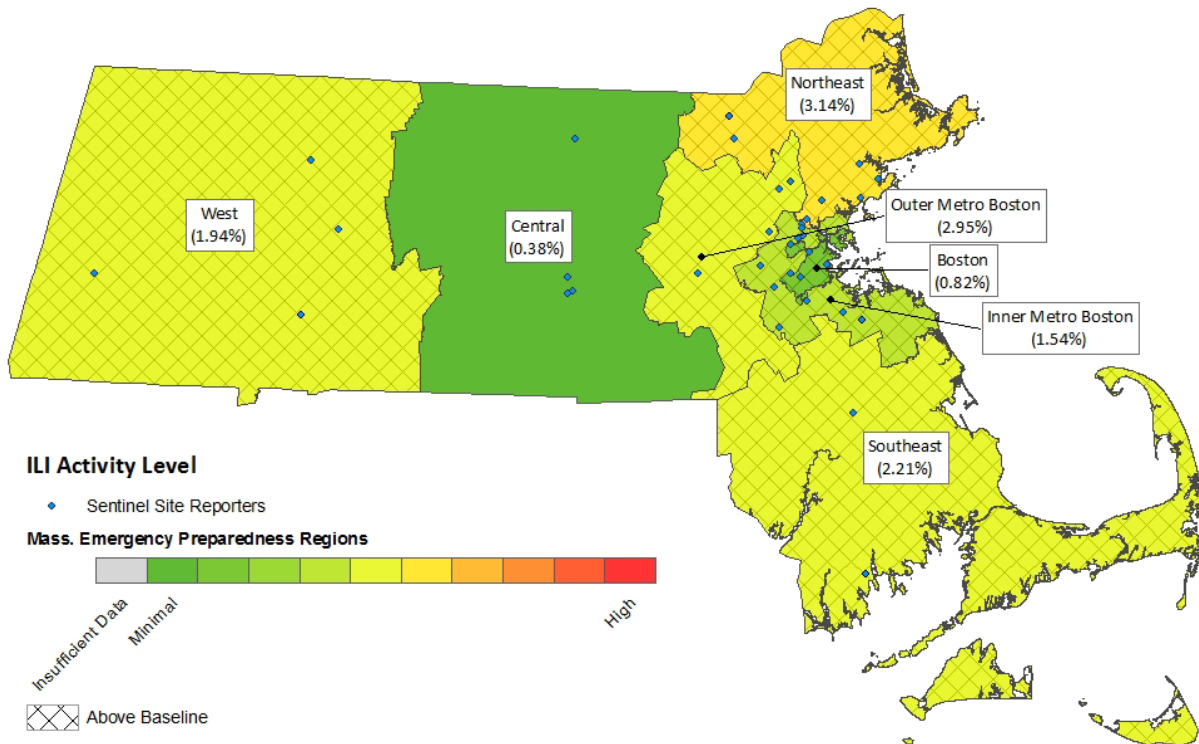 Northeast
(3.14%)
Outer Metro Boston
(2.95%)
West
(1.94%)
Central
(0.38%)
Boston
(0.82%)
Inner Metro Boston
(1.54%)
Southeast
(2.21%)
ILI Activity Level
Sentinel Site Reporters
Mass. Emergency Preparedness Regions
Insufficient Data
Minimal
High
Above Baseline